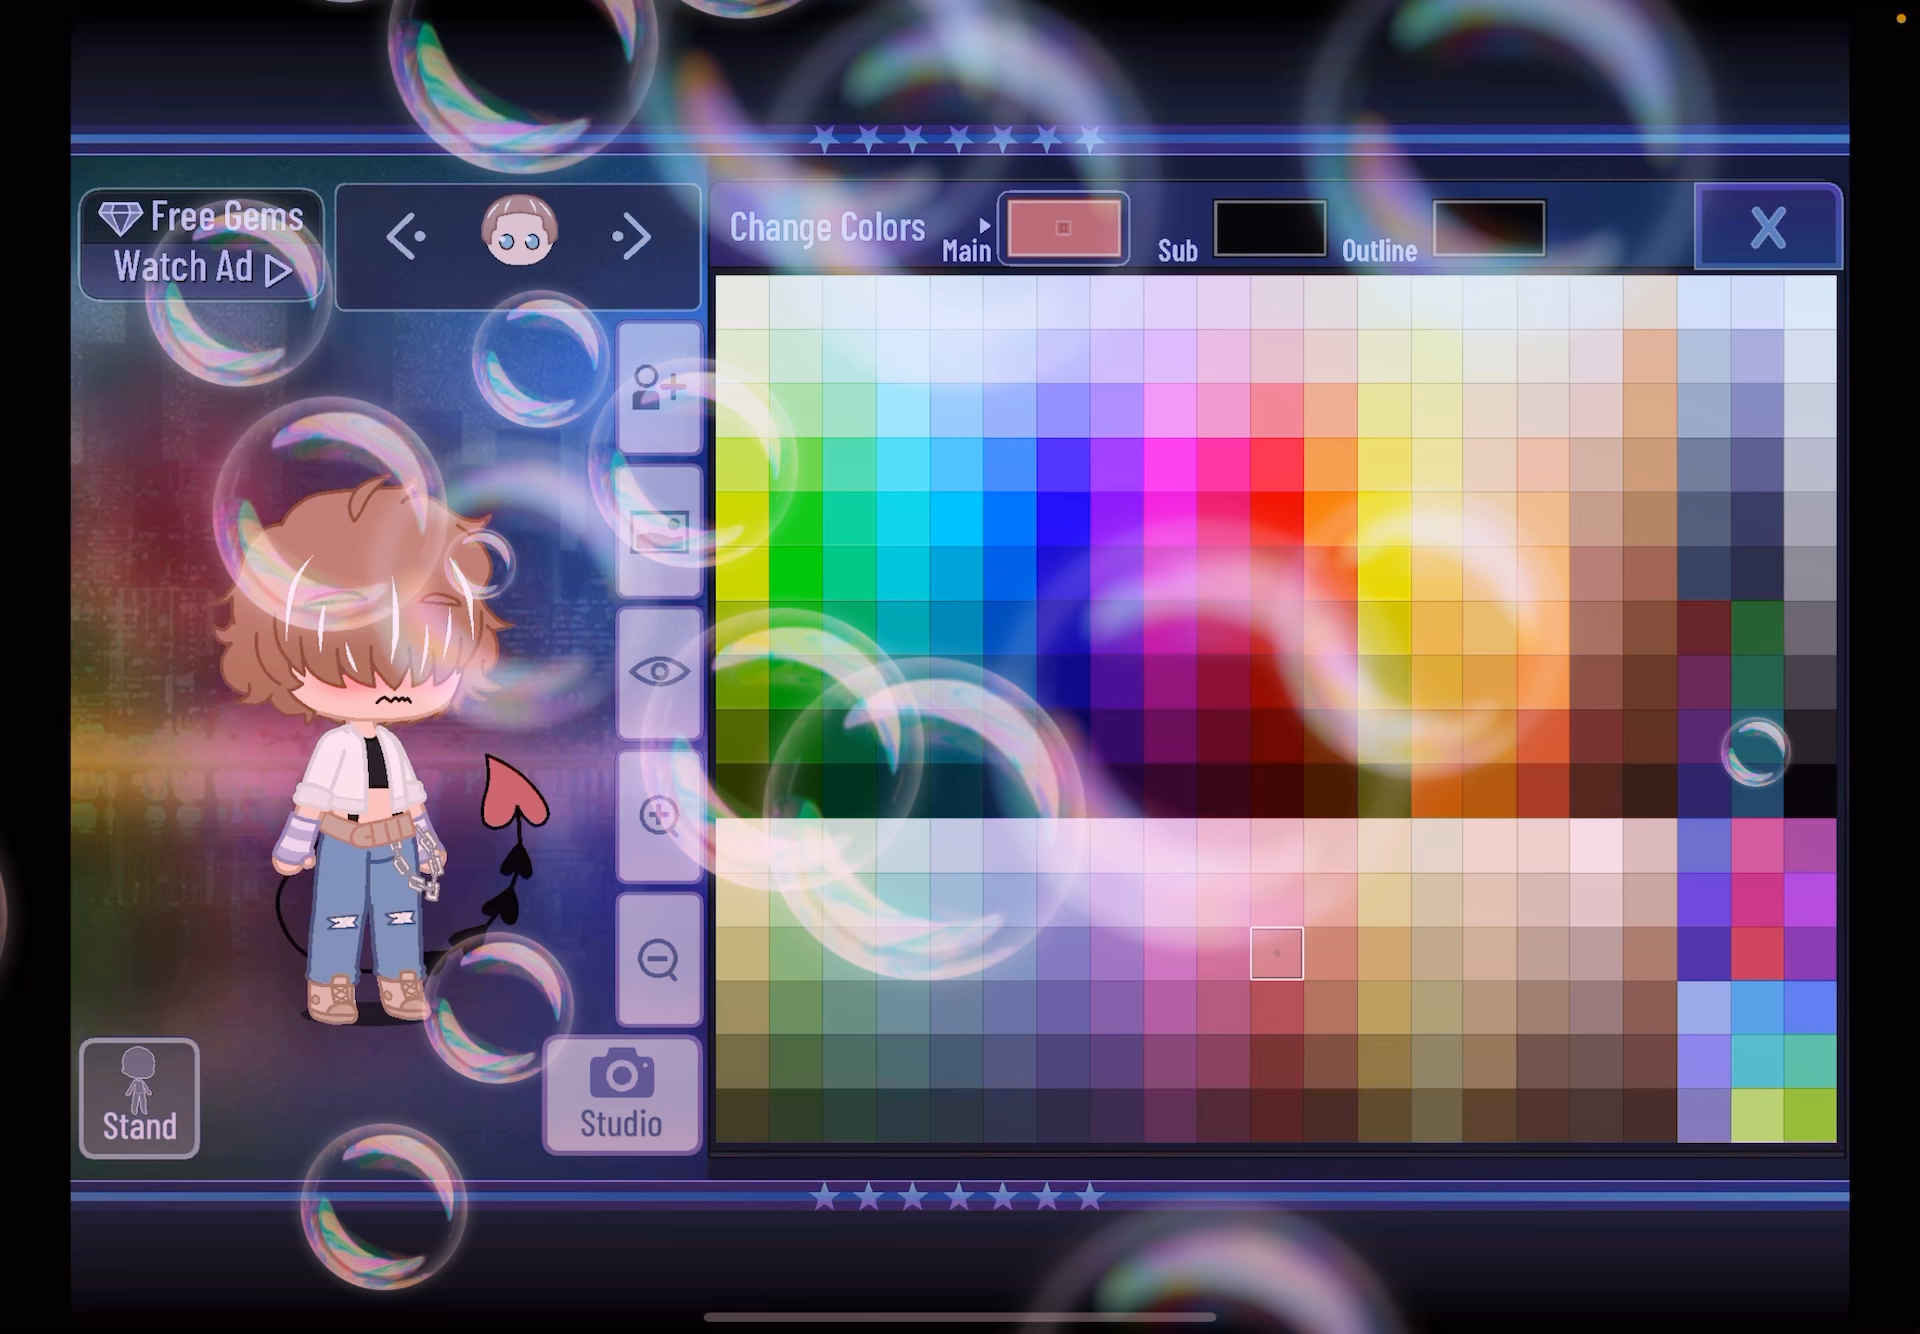 Free Gems
Watch Ad
Change Colors
Main
Sub
Outline
X
Stand
Studio